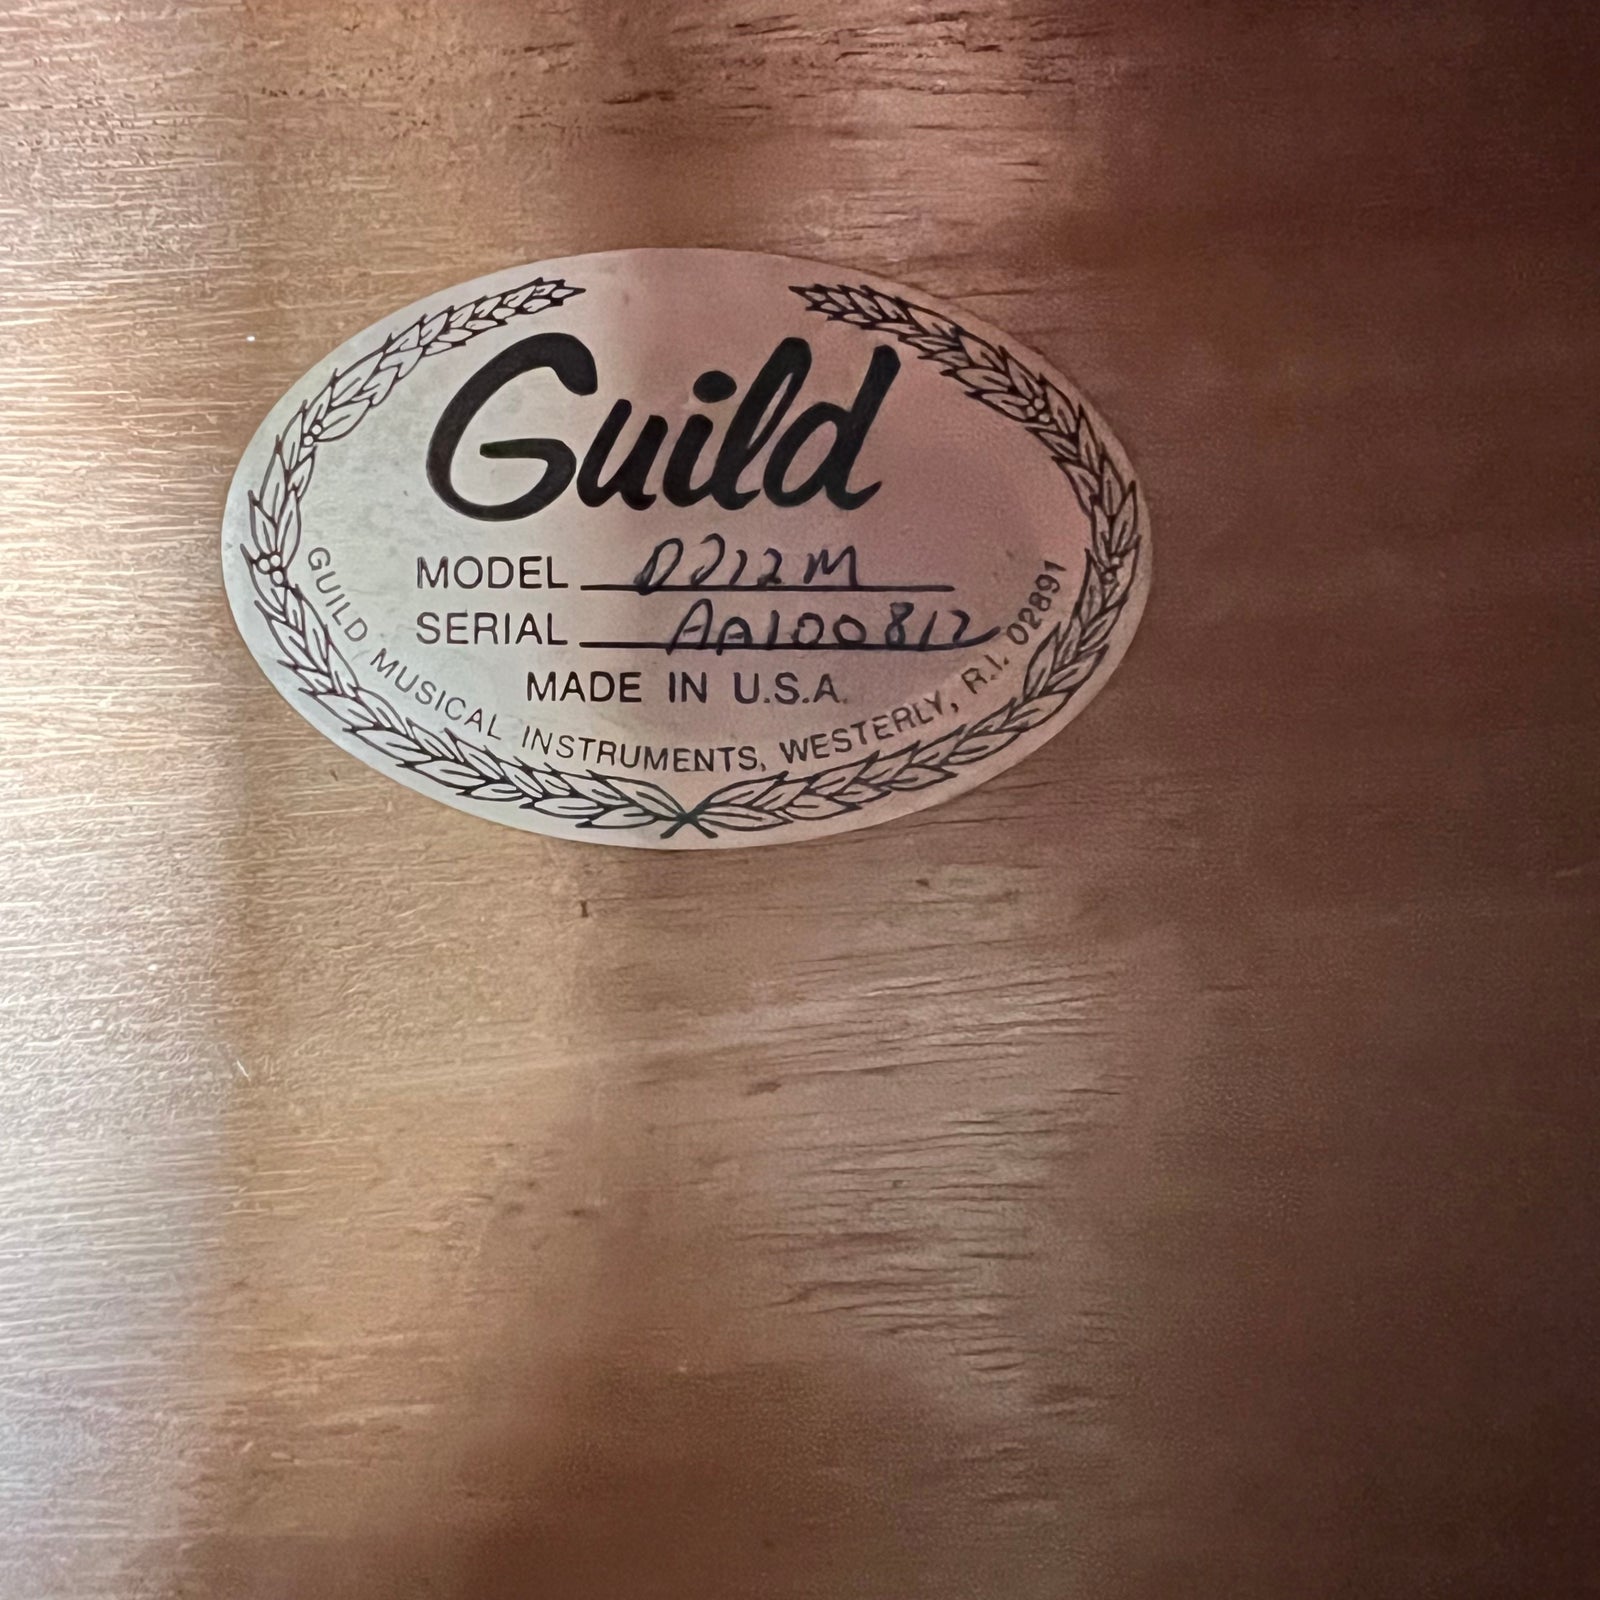 Guild
MODEL D212M
SERIAL AA100812
MADE IN U.S.A.
GUILD MUSICAL INSTRUMENTS, WESTERLY, R.I. 02891